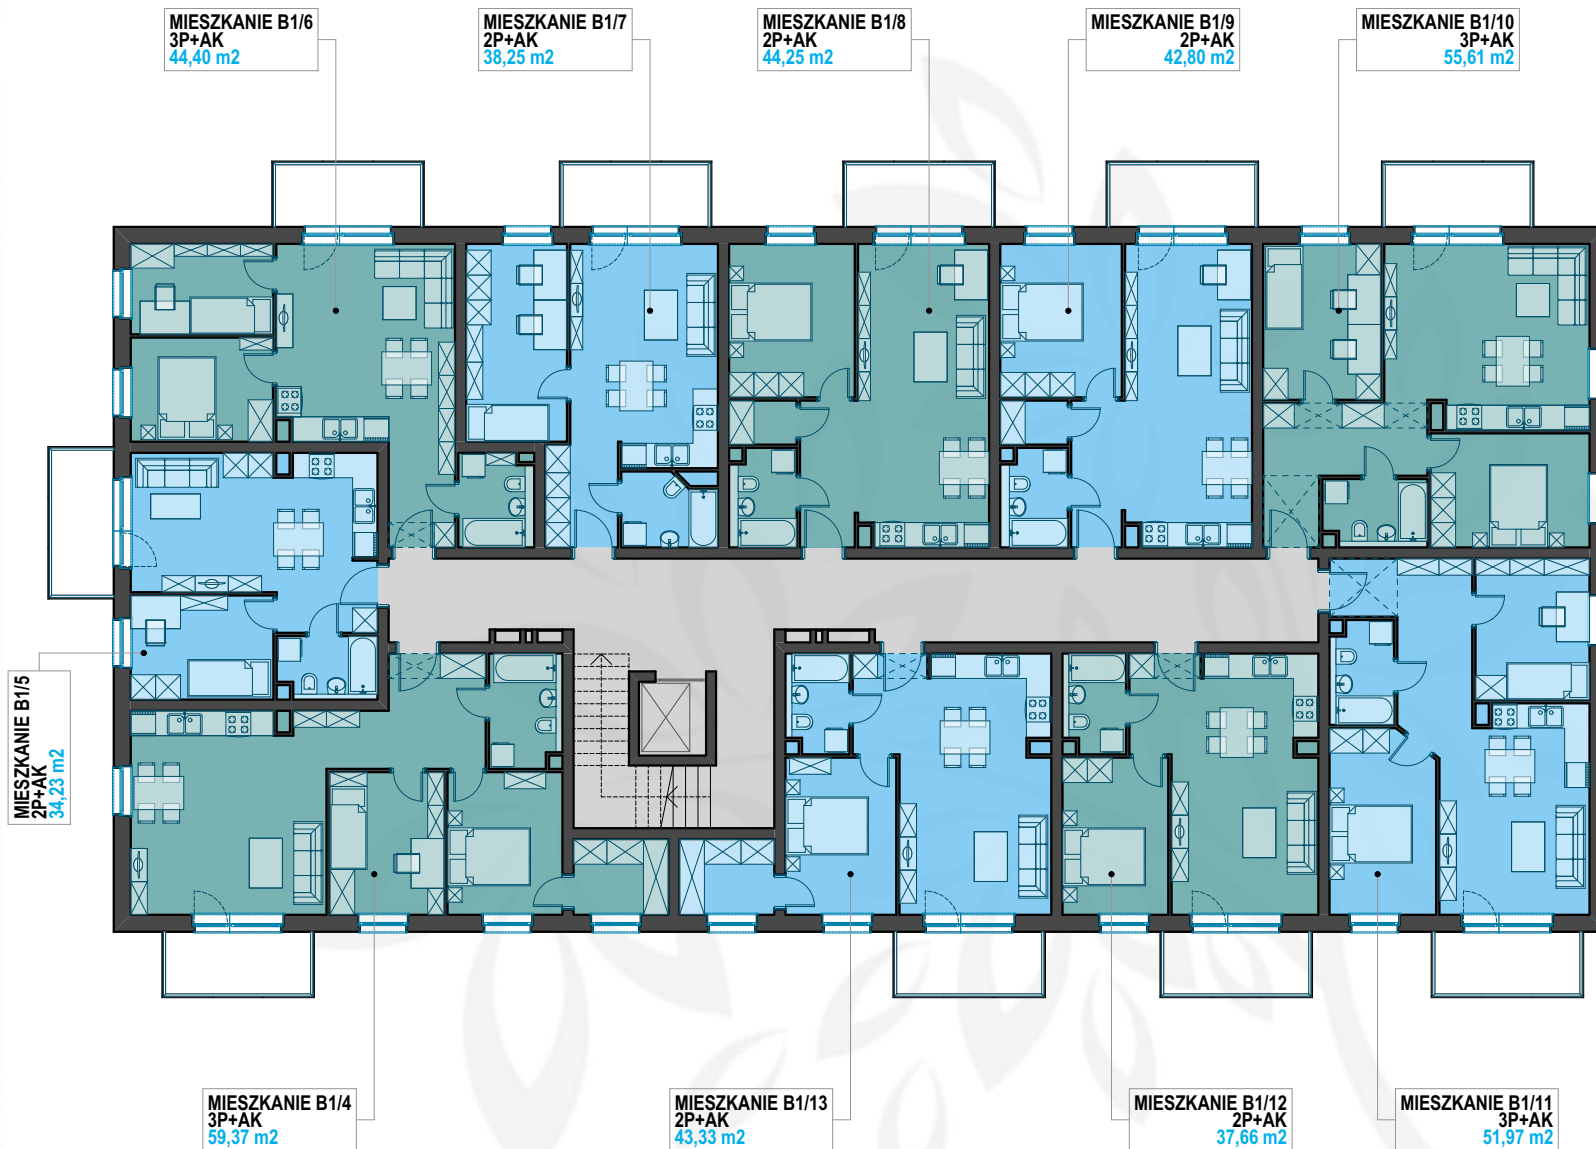 MIESZKANIE B1/6
3P+AK
44,40 m2
MIESZKANIE B1/7
2P+AK
38,25 m2
MIESZKANIE B1/8
2P+AK
44,25 m2
MIESZKANIE B1/9
2P+AK
42,80 m2
MIESZKANIE B1/10
3P+AK
55,61 m2
MIESZKANIE B1/5
2P+AK
34,23 m2
MIESZKANIE B1/4
3P+AK
59,37 m2
MIESZKANIE B1/13
2P+AK
43,33 m2
MIESZKANIE B1/12
2P+AK
37,66 m2
MIESZKANIE B1/11
3P+AK
51,97 m2